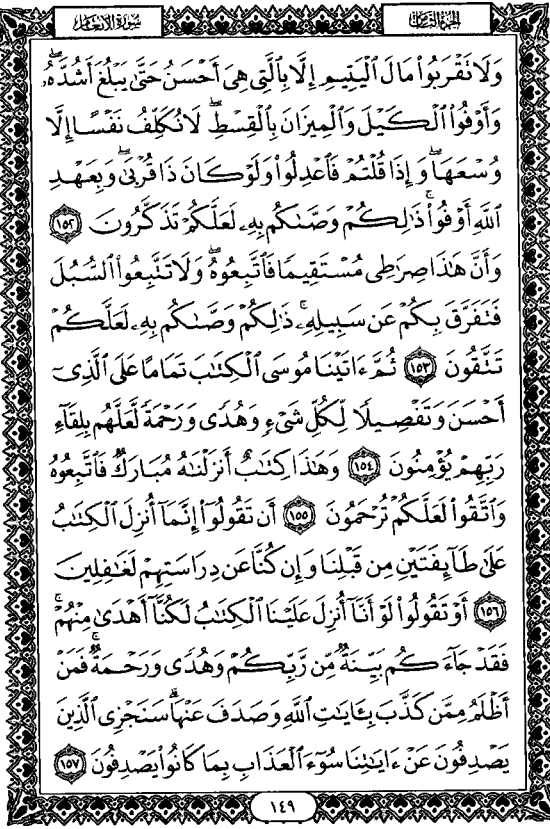 الجزء الثامن سورة الأنعام
وَلَا تَقْرَبُوا۟ مَالَ ٱلْيَتِيمِ إِلَّا بِٱلَّتِى هِىَ أَحْسَنُ حَتَّىٰ يَبْلُغَ أَشُدَّهُۥۖ
وَأَوْفُوا۟ ٱلْكَيْلَ وَٱلْمِيزَانَ بِٱلْقِسْطِۖ لَا نُكَلِّفُ نَفْسًا إِلَّا
وُسْعَهَاۖ وَإِذَا قُلْتُمْ فَٱعْدِلُوا۟ وَلَوْ كَانَ ذَا قُرْبَىٰۖ وَبِعَهْدِ
ٱللَّهِ أَوْفُوا۟ۚ ذَٰلِكُمْ وَصَّىٰكُم بِهِۦ لَعَلَّكُمْ تَذَكَّرُونَ ١٥٢
وَأَنَّ هَٰذَا صِرَٰطِى مُسْتَقِيمًا فَٱتَّبِعُوهُۖ وَلَا تَتَّبِعُوا۟ ٱلسُّبُلَ
فَتَفَرَّقَ بِكُمْ عَن سَبِيلِهِۦۚ ذَٰلِكُمْ وَصَّىٰكُم بِهِۦ لَعَلَّكُمْ
تَتَّقُونَ ١٥٣ ثُمَّ ءَاتَيْنَا مُوسَى ٱلْكِتَٰبَ تَمَامًا عَلَى ٱلَّذِىٓ
أَحْسَنَ وَتَفْصِيلًا لِّكُلِّ شَىْءٍ وَهُدًى وَرَحْمَةً لَّعَلَّهُم بِلِقَآءِ
رَبِّهِمْ يُؤْمِنُونَ ١٥٤ وَهَٰذَا كِتَٰبٌ أَنزَلْنَٰهُ مُبَارَكٌ فَٱتَّبِعُوهُ
وَٱتَّقُوا۟ لَعَلَّكُمْ تُرْحَمُونَ ١٥٥ أَن تَقُولُوٓا۟ إِنَّمَآ أُنزِلَ ٱلْكِتَٰبُ
عَلَىٰ طَآئِفَتَيْنِ مِن قَبْلِنَا وَإِن كُنَّا عَن دِرَاسَتِهِمْ لَغَٰفِلِينَ
١٥٦ أَوْ تَقُولُوا۟ لَوْ أَنَّآ أُنزِلَ عَلَيْنَا ٱلْكِتَٰبُ لَكُنَّآ أَهْدَىٰ مِنْهُمْۚ
فَقَدْ جَآءَكُم بَيِّنَةٌ مِّن رَّبِّكُمْ وَهُدًى وَرَحْمَةٌۚ فَمَنْ
أَظْلَمُ مِمَّن كَذَّبَ بِـَٔايَٰتِ ٱللَّهِ وَصَدَفَ عَنْهَاۗ سَنَجْزِى ٱلَّذِينَ
يَصْدِفُونَ عَنْ ءَايَٰتِنَا سُوٓءَ ٱلْعَذَابِ بِمَا كَانُوا۟ يَصْدِفُونَ ١٥٧
١٤٩